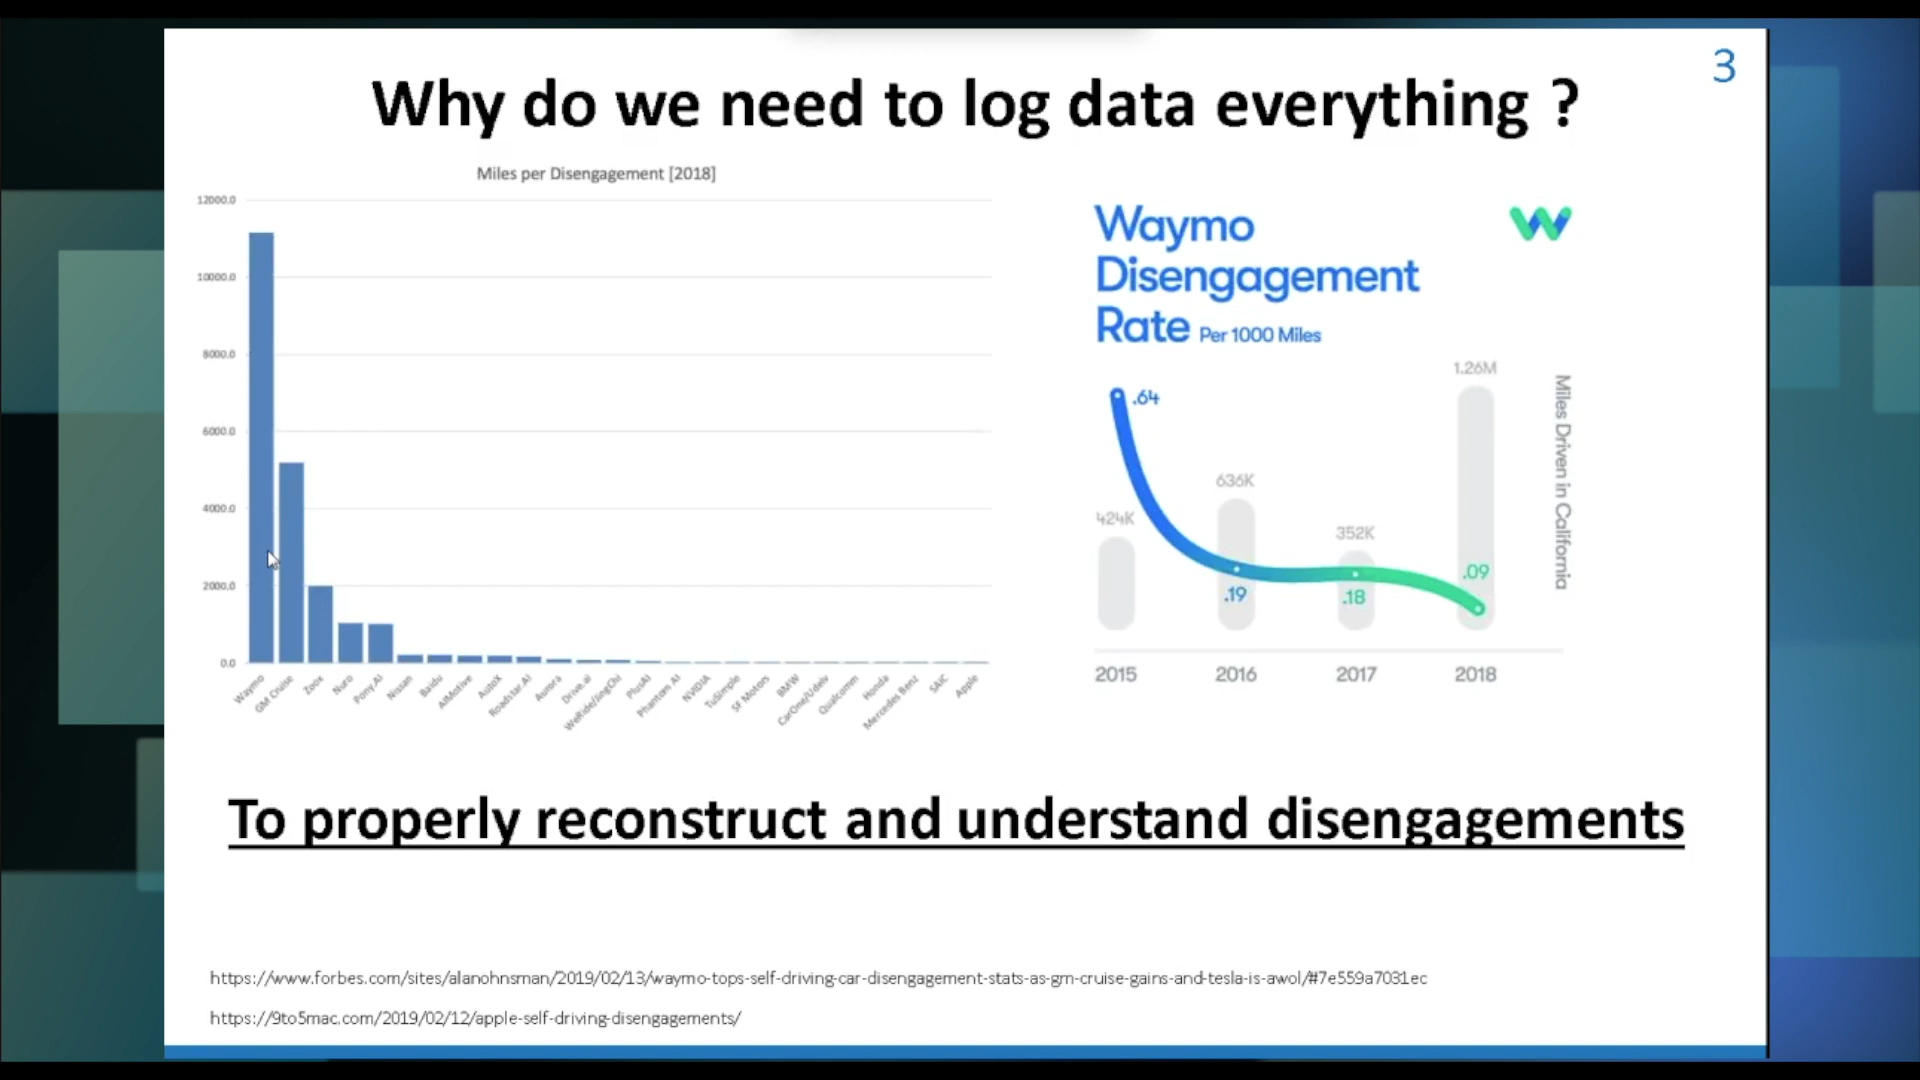 3
Why do we need to log data everything ?
Miles per Disengagement [2018]
12000.0
10000.0
8000.0
6000.0
4000.0
2000.0
0.0
Waymo
GM Cruise
Zoox
Nuro
Pony.AI
Nissan
Baidu
AIMotive
AutoX
Roadstar.AI
Aurora
Drive.ai
WeRide/JingChi
PlusAI
Phantom AI
NVIDIA
TuSimple
SF Motors
BMW
CarOne/Udelv
Qualcomm
Honda
Mercedes Benz
SAIC
Apple
Waymo
Disengagement
Rate Per 1000 Miles
1.26M
.64
636K
424K
352K
.09
.19
.18
Miles Driven in California
2015 2016 2017 2018
To properly reconstruct and understand disengagements
https://www.forbes.com/sites/alanohnsman/2019/02/13/waymo-tops-self-driving-car-disengagement-stats-as-gm-cruise-gains-and-tesla-is-awol/#7e559a7031ec
https://9to5mac.com/2019/02/12/apple-self-driving-disengagements/